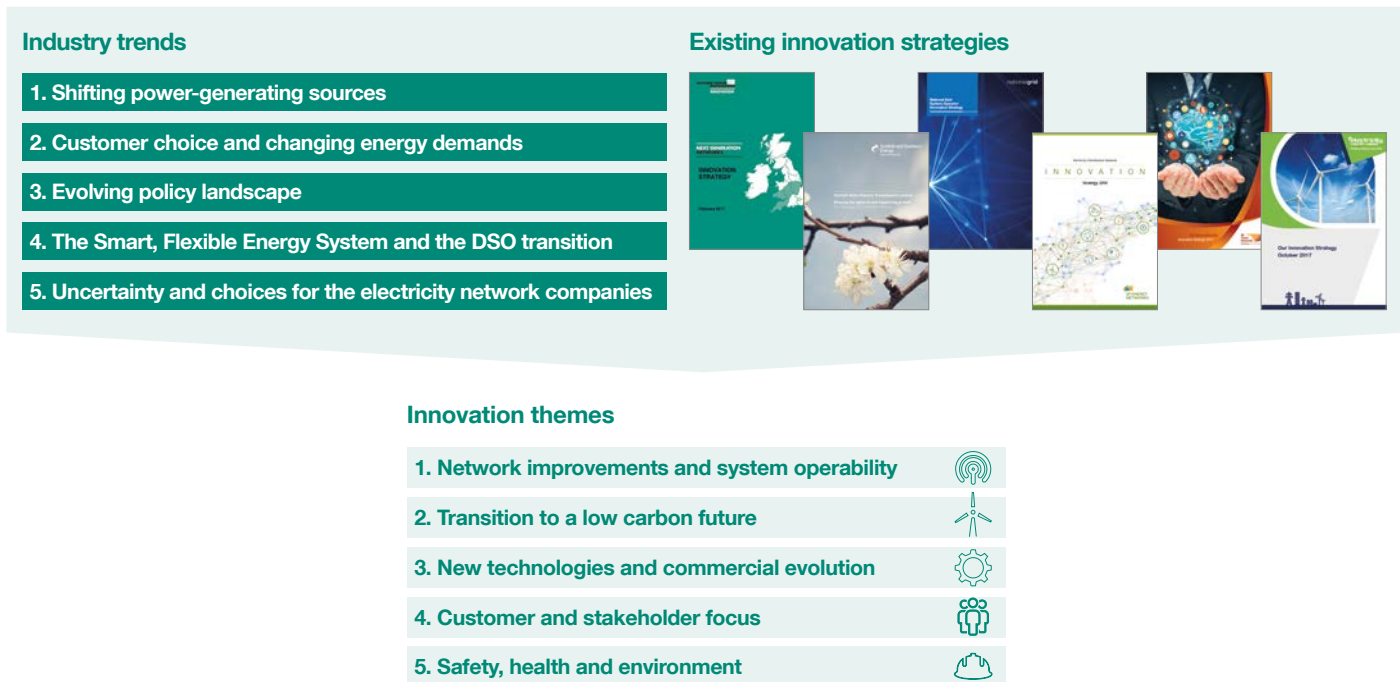 Industry trends
1. Shifting power-generating sources
2. Customer choice and changing energy demands
3. Evolving policy landscape
4. The Smart, Flexible Energy System and the DSO transition
5. Uncertainty and choices for the electricity network companies
Existing innovation strategies
NEXT GENERATION
INNOVATION
STRATEGY
February 2017
nationalgrid
INNOVATION
Strategy
Our Innovation Strategy
October 2017
Innovation themes
1. Network improvements and system operability
2. Transition to a low carbon future
3. New technologies and commercial evolution
4. Customer and stakeholder focus
5. Safety, health and environment